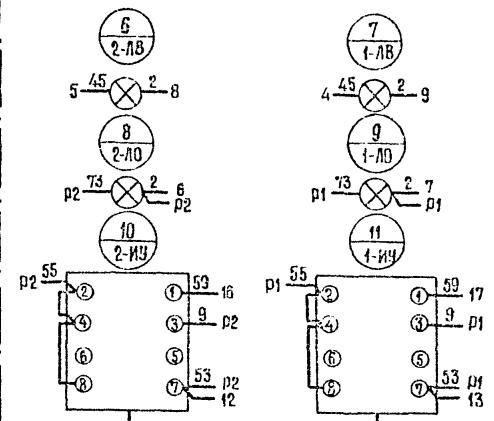 6 7
2-ЛВ 1-ЛВ
5 45 2 8 4 45 2 9
8 9
2-ЛО 1-ЛО
р2 73 2 6 р1 73 2 7
р2 р1
10 11
2-ИУ 1-ИУ
р2 55 р1 55
2 1 59 16 2 1 59 17
4 3 9 р2 4 3 9 р1
6 5 6 5
8 7 53 р2 8 7 53 р1
12 13